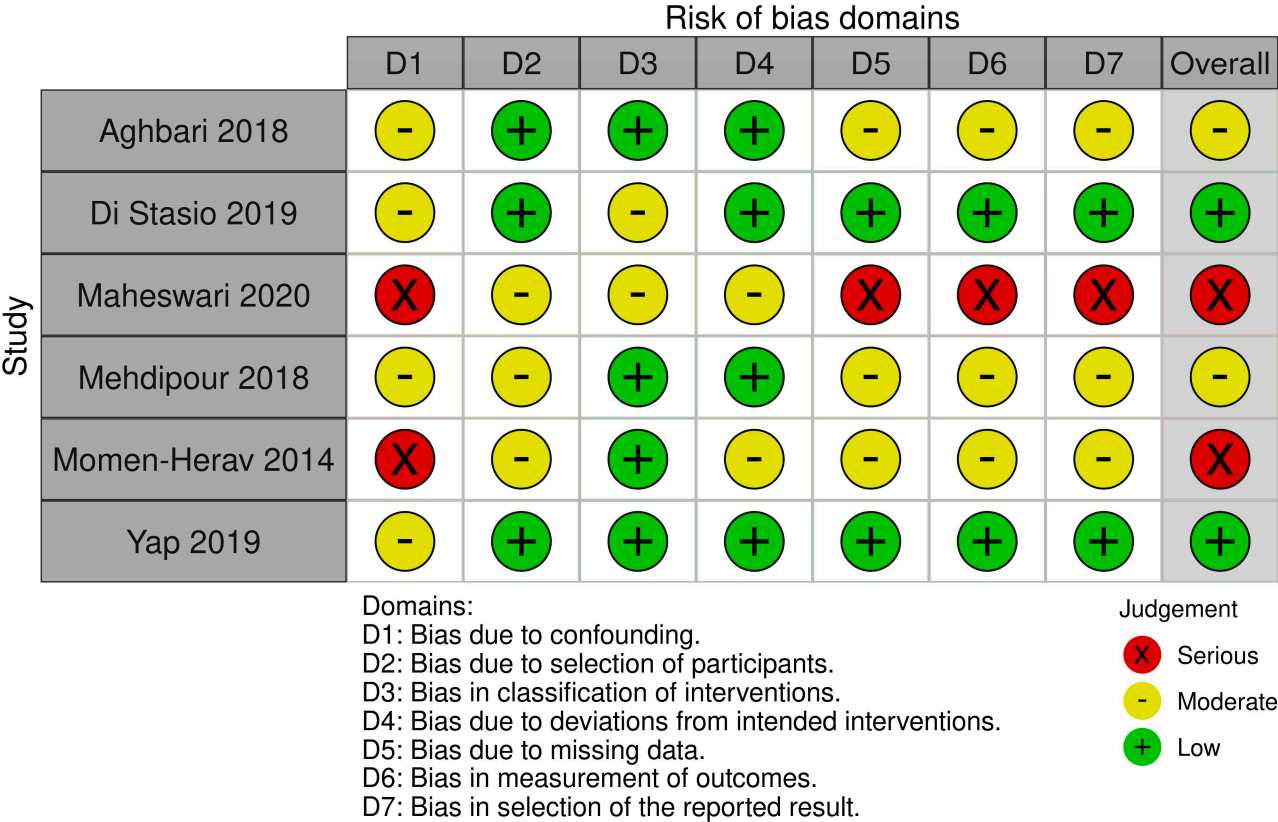 Risk of bias domains
D1 D2 D3 D4 D5 D6 D7 Overall
Study
Aghbari 2018 - + + + - - - -
Di Stasio 2019 - + - + + + + +
Maheswari 2020 X - - - X X X X
Mehdipour 2018 - - + + - - - -
Momen-Herav 2014 X - + - - - - X
Yap 2019 - + + + + + + +
Domains:
D1: Bias due to confounding.
D2: Bias due to selection of participants.
D3: Bias in classification of interventions.
D4: Bias due to deviations from intended interventions.
D5: Bias due to missing data.
D6: Bias in measurement of outcomes.
D7: Bias in selection of the reported result.
Judgement
X Serious
- Moderate
+ Low